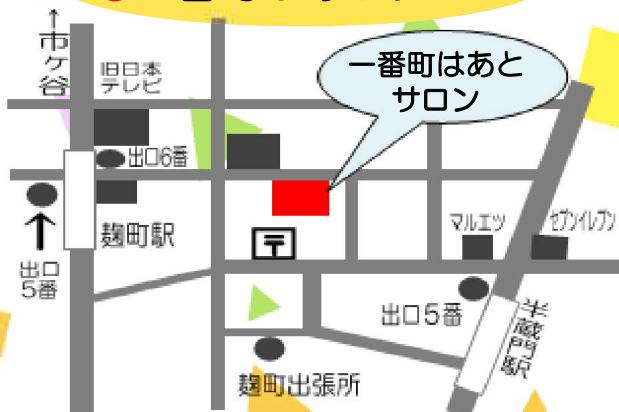 ↑市ヶ谷
旧日本
テレビ
一番町はあと
サロン
出口6番
麹町駅
出口
5番
〒
マルエツ
セブンイレブン
出口5番
半蔵門駅
麹町出張所